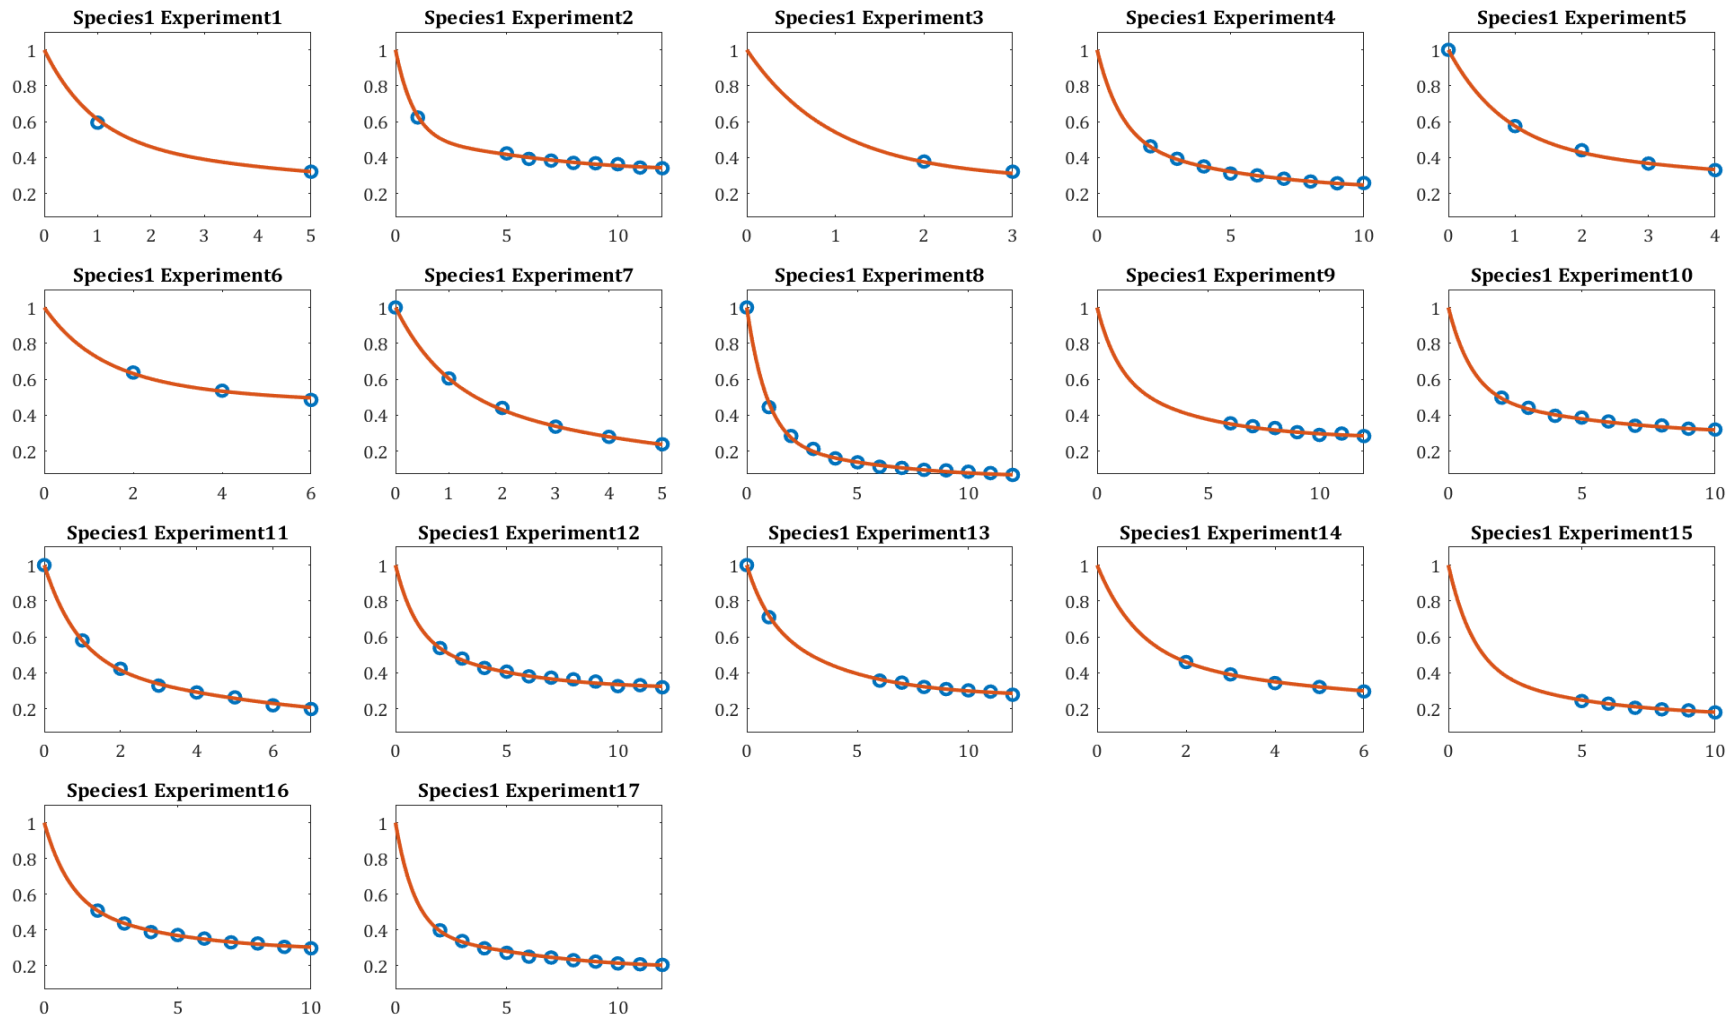 Species1 Experiment1
1
0.8
0.6
0.4
0.2
0 1 2 3 4 5
Species1 Experiment2
1
0.8
0.6
0.4
0.2
0 5 10
Species1 Experiment3
1
0.8
0.6
0.4
0.2
0 1 2 3
Species1 Experiment4
1
0.8
0.6
0.4
0.2
0 5 10
Species1 Experiment5
1
0.8
0.6
0.4
0.2
0 1 2 3 4
Species1 Experiment6
1
0.8
0.6
0.4
0.2
0 2 4 6
Species1 Experiment7
1
0.8
0.6
0.4
0.2
0 1 2 3 4 5
Species1 Experiment8
1
0.8
0.6
0.4
0.2
0 5 10
Species1 Experiment9
1
0.8
0.6
0.4
0.2
0 5 10
Species1 Experiment10
1
0.8
0.6
0.4
0.2
0 5 10
Species1 Experiment11
1
0.8
0.6
0.4
0.2
0 2 4 6
Species1 Experiment12
1
0.8
0.6
0.4
0.2
0 5 10
Species1 Experiment13
1
0.8
0.6
0.4
0.2
0 5 10
Species1 Experiment14
1
0.8
0.6
0.4
0.2
0 2 4 6
Species1 Experiment15
1
0.8
0.6
0.4
0.2
0 5 10
Species1 Experiment16
1
0.8
0.6
0.4
0.2
0 5 10
Species1 Experiment17
1
0.8
0.6
0.4
0.2
0 5 10